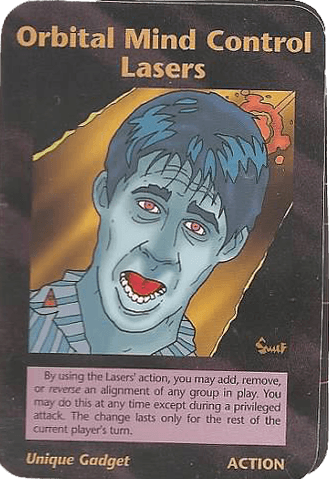 Orbital Mind Control
Lasers
By using the Lasers' action, you may add, remove,
or reverse an alignment of any group in play. You
may do this at any time except during a privileged
attack. The change lasts only for the rest of the
current player's turn.
Unique Gadget
ACTION